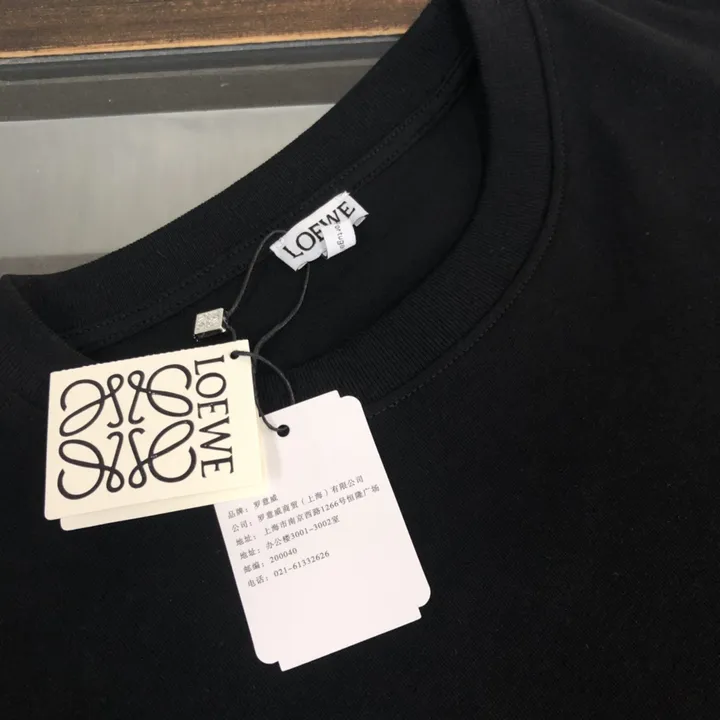 LOEWE
Portugal
LOEWE
品牌：罗意威
公司：罗意威商贸（上海）有限公司
地址：上海市南京西路1266号恒隆广场
地址：办公楼3001-3002室
邮编：200040
电话：021-61332626